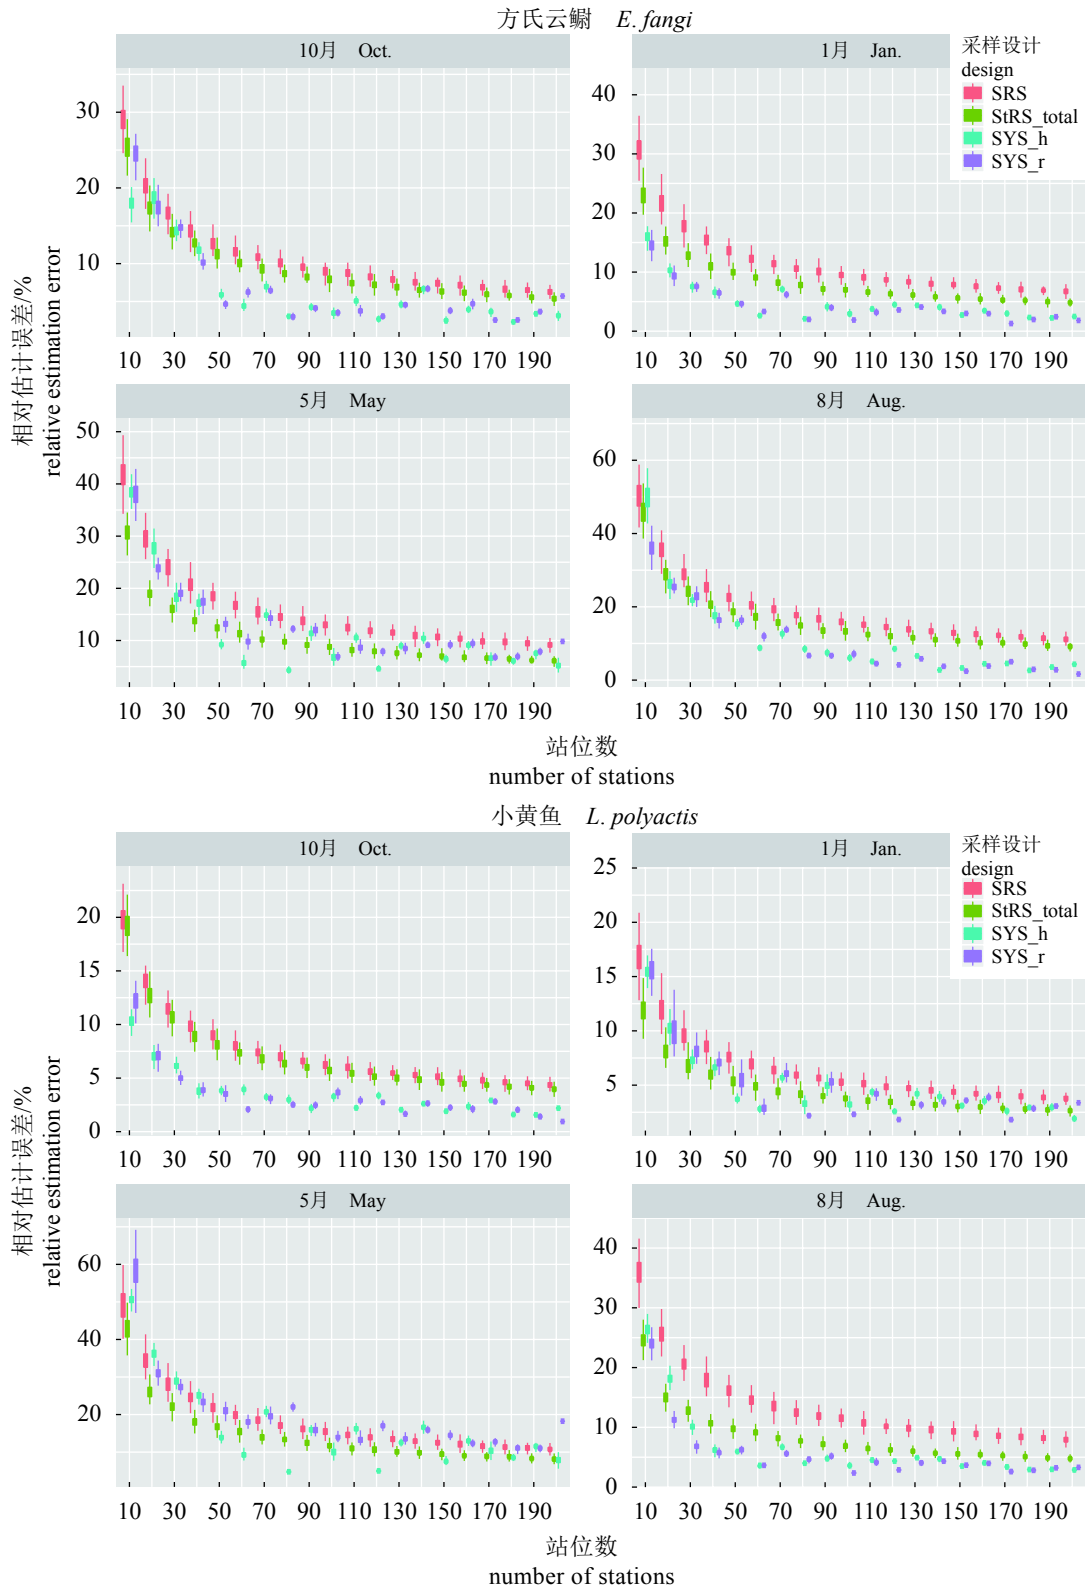 方氏云鳚 E. fangi
10月 Oct.
1月 Jan.
采样设计
design
SRS
StRS_total
SYS_h
SYS_r
30
20
10
40
30
20
10
0
10 30 50 70 90 110 130 150 170 190
10 30 50 70 90 110 130 150 170 190
相对估计误差/%
relative estimation error
5月 May
8月 Aug.
50
40
30
20
10
60
40
20
0
10 30 50 70 90 110 130 150 170 190
10 30 50 70 90 110 130 150 170 190
站位数
number of stations
小黄鱼 L. polyactis
10月 Oct.
1月 Jan.
采样设计
design
SRS
StRS_total
SYS_h
SYS_r
20
15
10
5
0
25
20
15
10
5
10 30 50 70 90 110 130 150 170 190
10 30 50 70 90 110 130 150 170 190
相对估计误差/%
relative estimation error
5月 May
8月 Aug.
60
40
20
40
30
20
10
0
10 30 50 70 90 110 130 150 170 190
10 30 50 70 90 110 130 150 170 190
站位数
number of stations